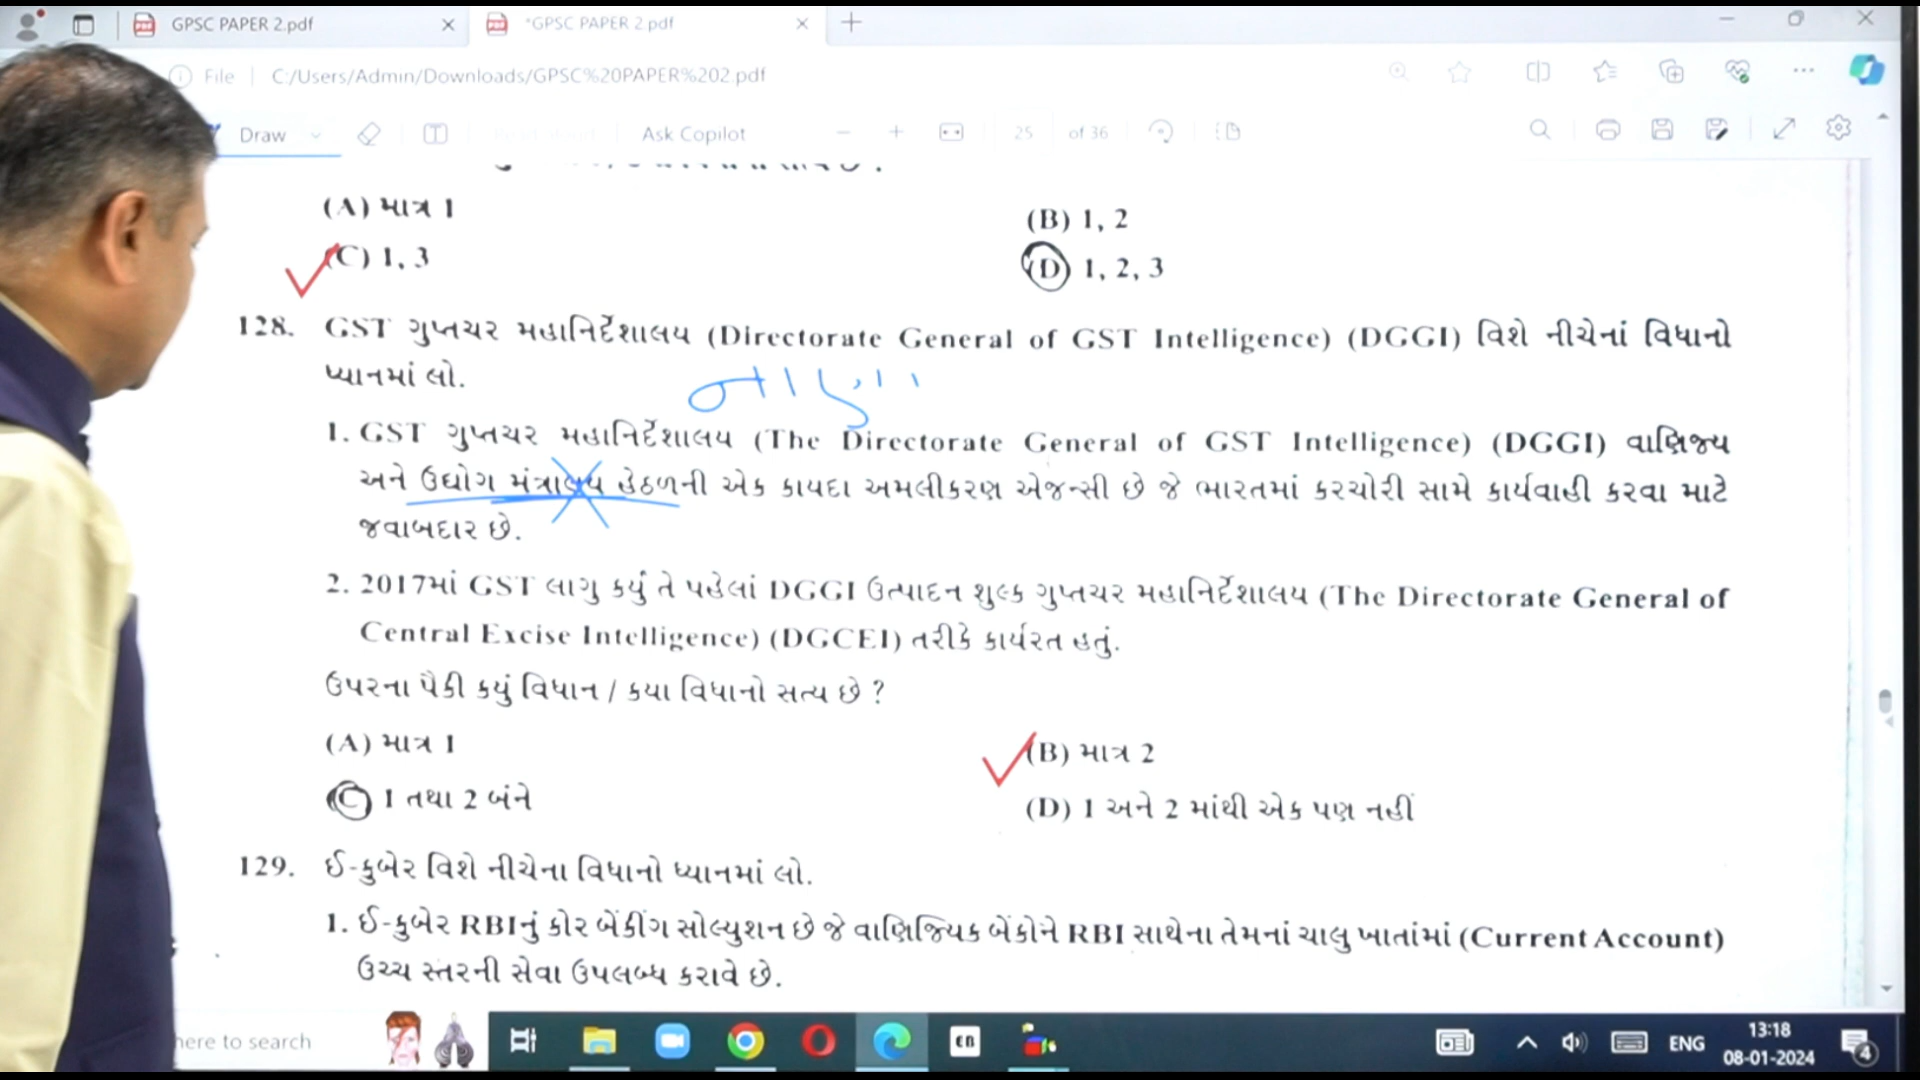 GPSC PAPER 2.pdf
*GPSC PAPER 2.pdf
File
C:/Users/Admin/Downloads/GPSC%20PAPER%202.pdf
Draw
Ask Copilot
25 of 36
(A) માત્ર 1
(B) 1, 2
(C) 1, 3
(D) 1, 2, 3
128. GST ગુપ્તચર મહાનિર્દેશાલય (Directorate General of GST Intelligence) (DGGI) વિશે નીચેનાં વિધાનો
ધ્યાનમાં લો.
1. GST ગુપ્તચર મહાનિર્દેશાલય (The Directorate General of GST Intelligence) (DGGI) વાણિજ્ય
અને ઉદ્યોગ મંત્રાલય હેઠળની એક કાયદા અમલીકરણ એજન્સી છે જે ભારતમાં કરચોરી સામે કાર્યવાહી કરવા માટે
જવાબદાર છે.
2. 2017માં GST લાગુ કર્યું તે પહેલાં DGGI ઉત્પાદન શુલ્ક ગુપ્તચર મહાનિર્દેશાલય (The Directorate General of
Central Excise Intelligence) (DGCEI) તરીકે કાર્યરત હતું.
ઉપરના પૈકી કયું વિધાન / કયા વિધાનો સત્ય છે ?
(A) માત્ર 1
(B) માત્ર 2
(C) 1 તથા 2 બંને
(D) 1 અને 2 માંથી એક પણ નહીં
129. ઈ-કુબેર વિશે નીચેના વિધાનો ધ્યાનમાં લો.
1. ઈ-કુબેર RBIનું કોર બેંકીંગ સોલ્યુશન છે જે વાણિજ્યિક બેંકોને RBI સાથેના તેમનાં ચાલુ ખાતાંમાં (Current Account)
ઉચ્ચ સ્તરની સેવા ઉપલબ્ધ કરાવે છે.
here to search
ENG
13:18
08-01-2024
4